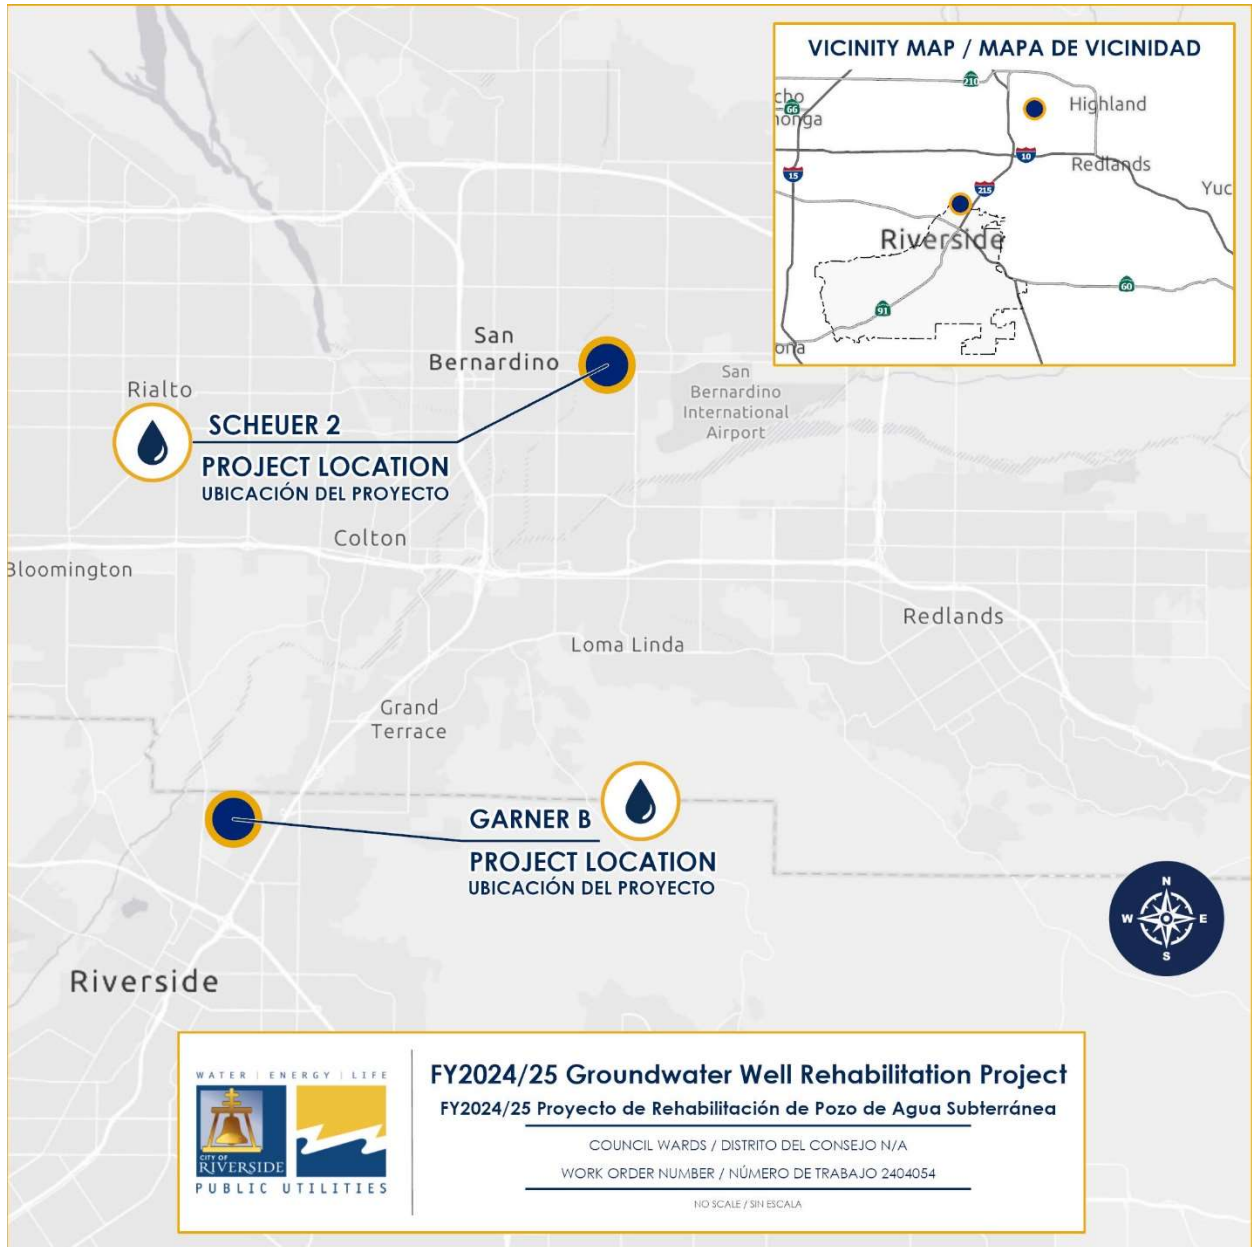 VICINITY MAP / MAPA DE VICINIDAD
210
cho
66
nonga
Highland
10
Redlands
15
215
Yuc
Riverside
60
91
ona
San
Bernardino
San
Bernardino
International
Airport
Rialto
SCHEUER 2
PROJECT LOCATION
UBICACIÓN DEL PROYECTO
Colton
Bloomington
Redlands
Loma Linda
Grand
Terrace
GARNER B
PROJECT LOCATION
UBICACIÓN DEL PROYECTO
N
W
E
S
Riverside
WATER | ENERGY | LIFE
CITY OF
RIVERSIDE
PUBLIC UTILITIES
FY2024/25 Groundwater Well Rehabilitation Project
FY2024/25 Proyecto de Rehabilitación de Pozo de Agua Subterránea
COUNCIL WARDS / DISTRITO DEL CONSEJO N/A
WORK ORDER NUMBER / NÚMERO DE TRABAJO 2404054
NO SCALE / SIN ESCALA